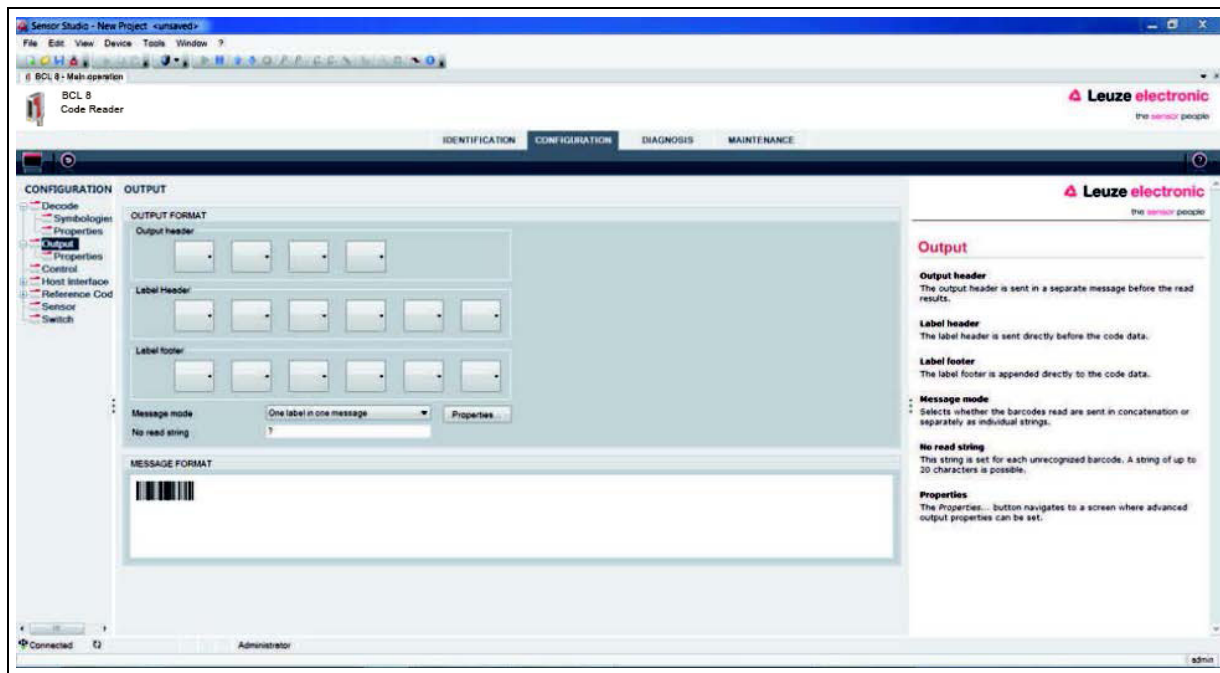 Sensor Studio - New Project <unsaved>
File Edit View Device Tools Window ?
BCL 8 - Main operation
BCL 8
Code Reader
Leuze electronic
the sensor people
IDENTIFICATION CONFIGURATION DIAGNOSIS MAINTENANCE
CONFIGURATION
Decode
Symbologies
Properties
Output
Properties
Control
Host Interface
Reference Cod
Sensor
Switch
OUTPUT
OUTPUT FORMAT
Output header
Label Header
Label footer
Message mode One label in one message Properties...
No read string ?
MESSAGE FORMAT
Leuze electronic
the sensor people
Output
Output header
The output header is sent in a separate message before the read
results.
Label header
The label header is sent directly before the code data.
Label footer
The label footer is appended directly to the code data.
Message mode
Selects whether the barcodes read are sent in concatenation or
separately as individual strings.
No read string
This string is set for each unrecognized barcode. A string of up to
20 characters is possible.
Properties
The Properties... button navigates to a screen where advanced
output properties can be set.
Connected Administrator
admin